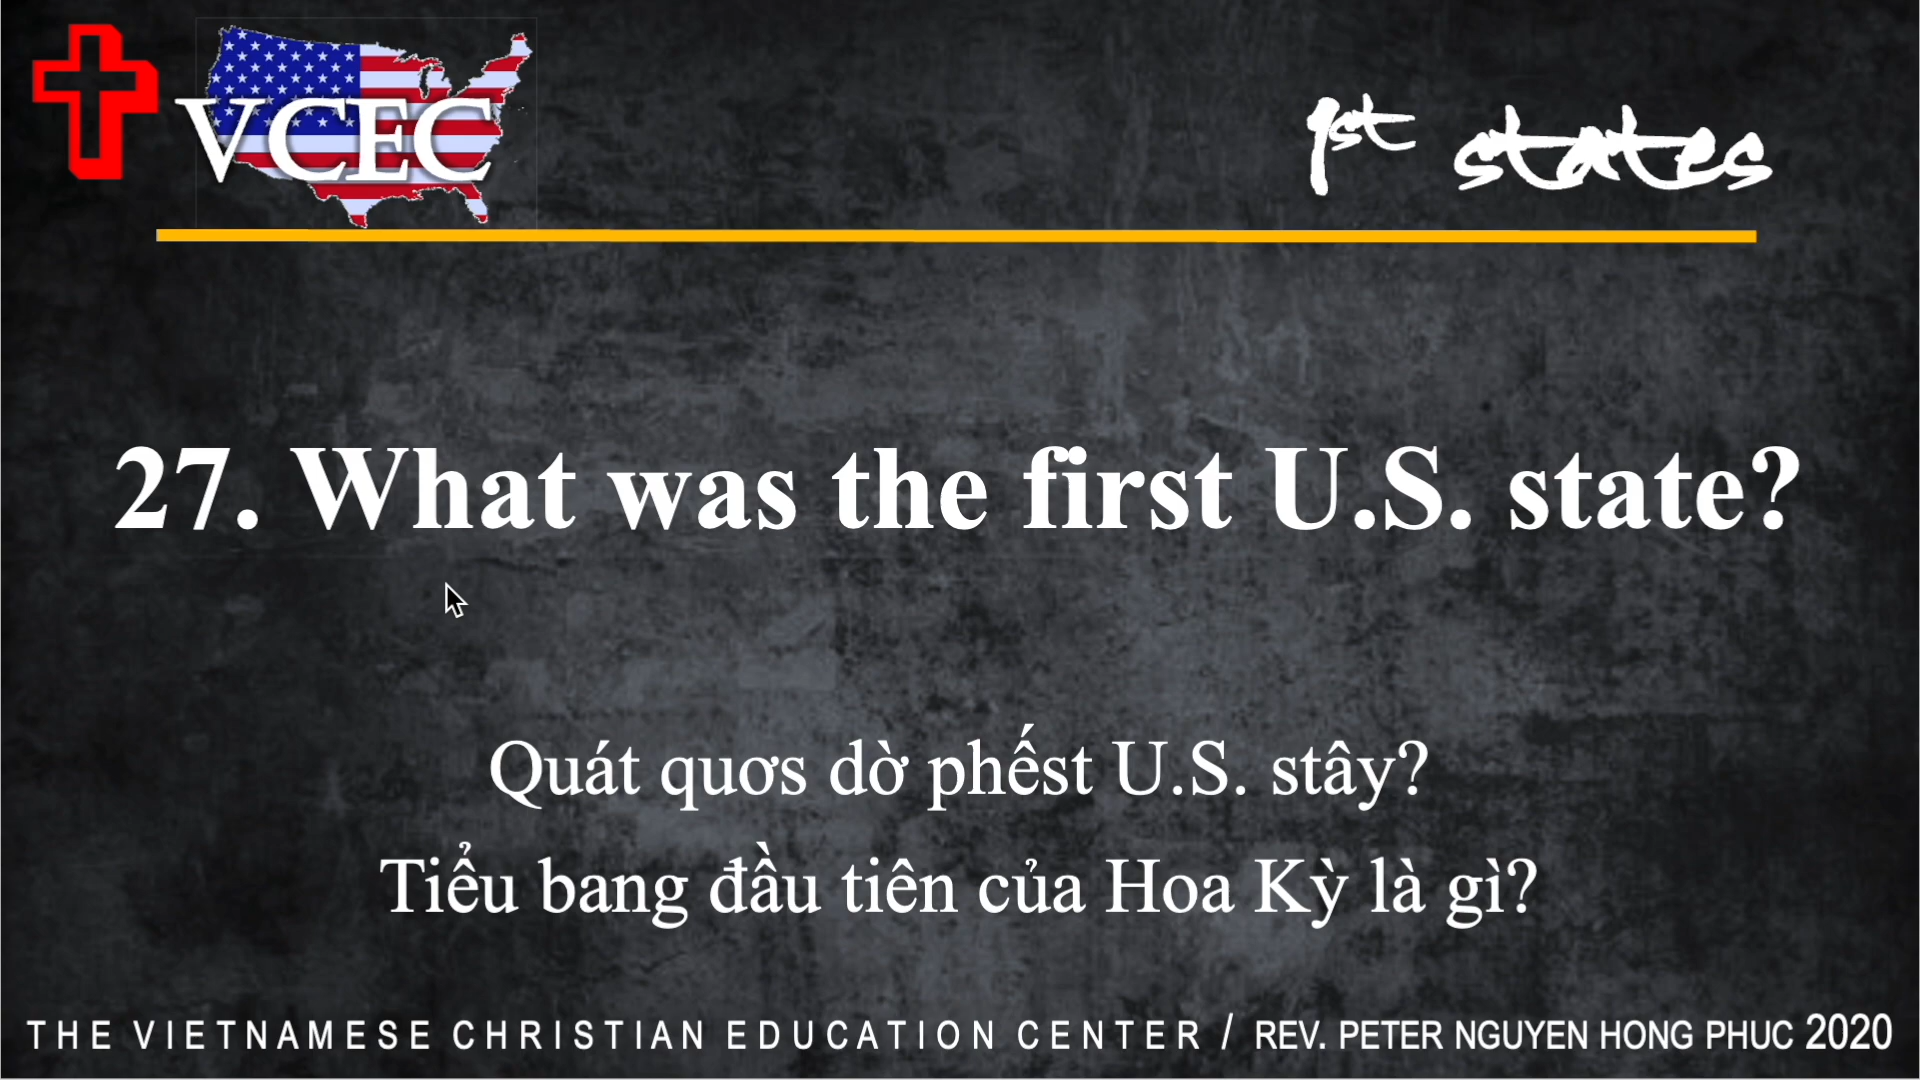 VCEC
1st states
27. What was the first U.S. state?
Quát quơs dờ phếst U.S. stây?
Tiểu bang đầu tiên của Hoa Kỳ là gì?
THE VIETNAMESE CHRISTIAN EDUCATION CENTER / REV. PETER NGUYEN HONG PHUC 2020